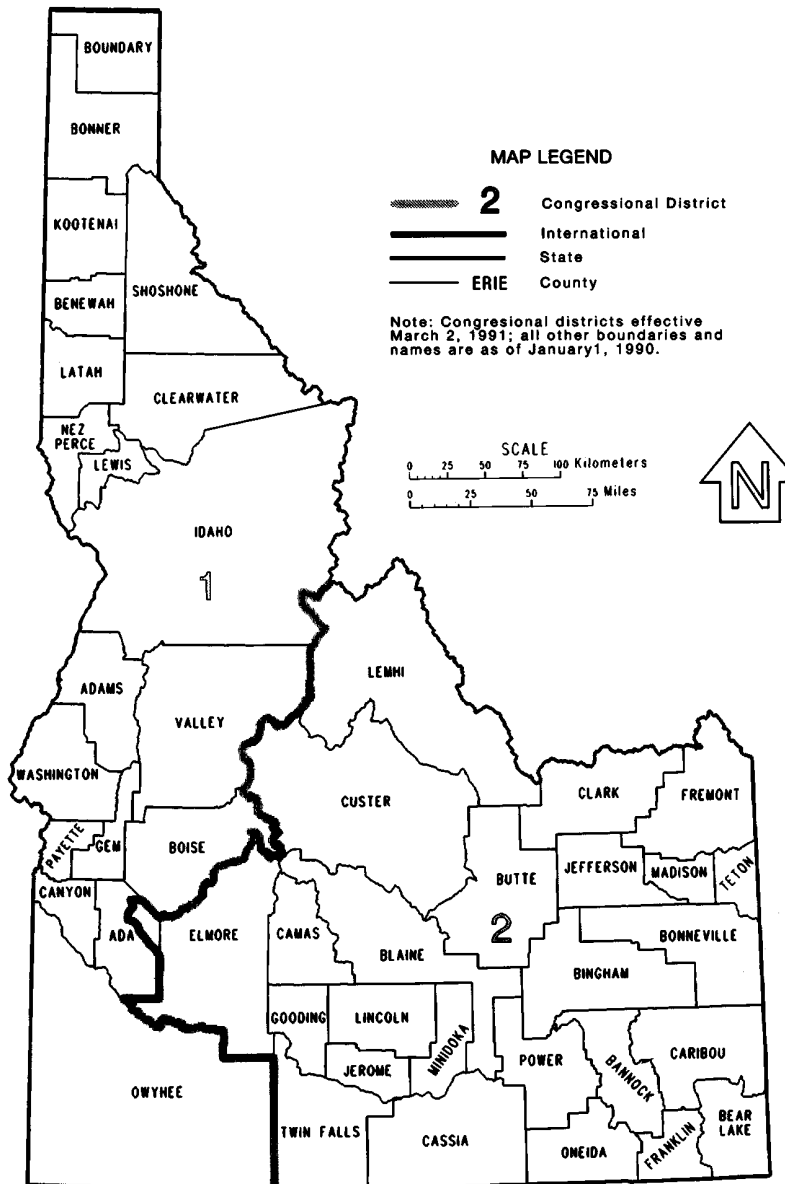 BOUNDARY
BONNER
MAP LEGEND
2 Congressional District
International
State
ERIE County
Note: Congresional districts effective
March 2, 1991; all other boundaries and
names are as of January1, 1990.
KOOTENAI
SHOSHONE
BENEWAH
LATAH
CLEARWATER
NEZ
PERCE
LEWIS
SCALE
0 25 50 75 100 Kilometers
0 25 50 75 Miles
N
IDAHO
1
LEMHI
ADAMS
VALLEY
WASHINGTON
CUSTER
CLARK
FREMONT
PAYETTE
GEM
BOISE
BUTTE
JEFFERSON
MADISON
TETON
CANYON
2
ADA
ELMORE
CAMAS
BLAINE
BONNEVILLE
BINGHAM
GOODING
LINCOLN
MINIDOKA
JEROME
POWER
BANNOCK
CARIBOU
OWYHEE
TWIN FALLS
CASSIA
ONEIDA
FRANKLIN
BEAR
LAKE